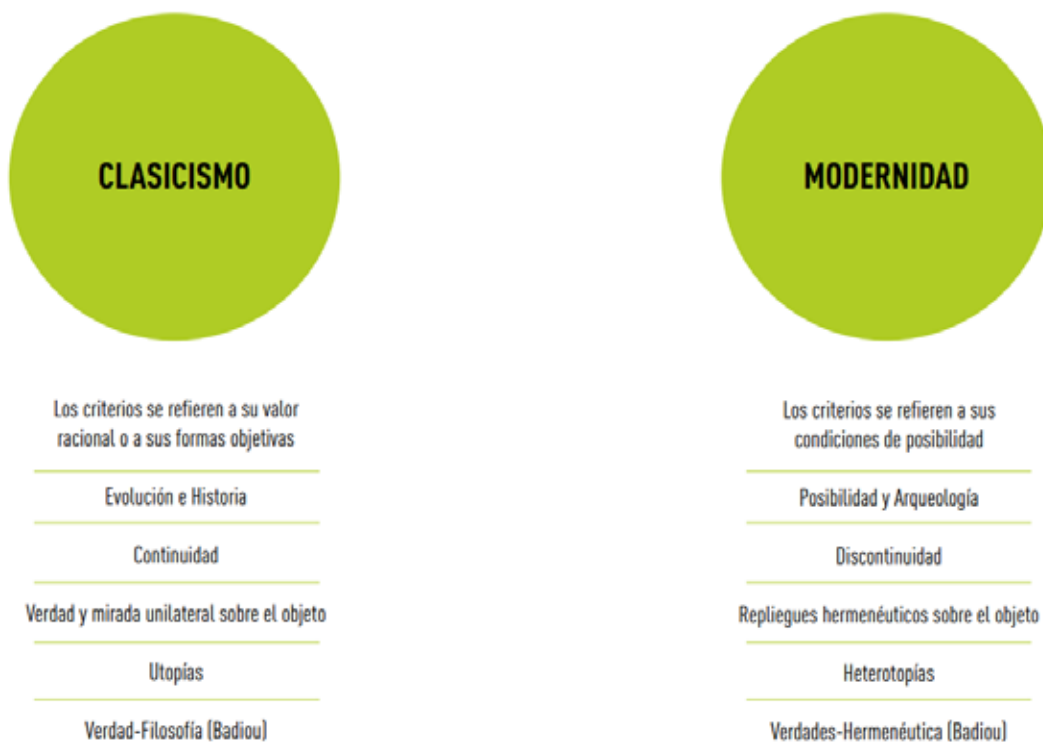 CLASICISMO
Los criterios se refieren a su valor
racional o a sus formas objetivas
Evolución e Historia
Continuidad
Verdad y mirada unilateral sobre el objeto
Utopías
Verdad-Filosofía (Badiou)
MODERNIDAD
Los criterios se refieren a sus
condiciones de posibilidad
Posibilidad y Arqueología
Discontinuidad
Repliegues hermenéuticos sobre el objeto
Heterotopías
Verdades-Hermenéutica (Badiou)